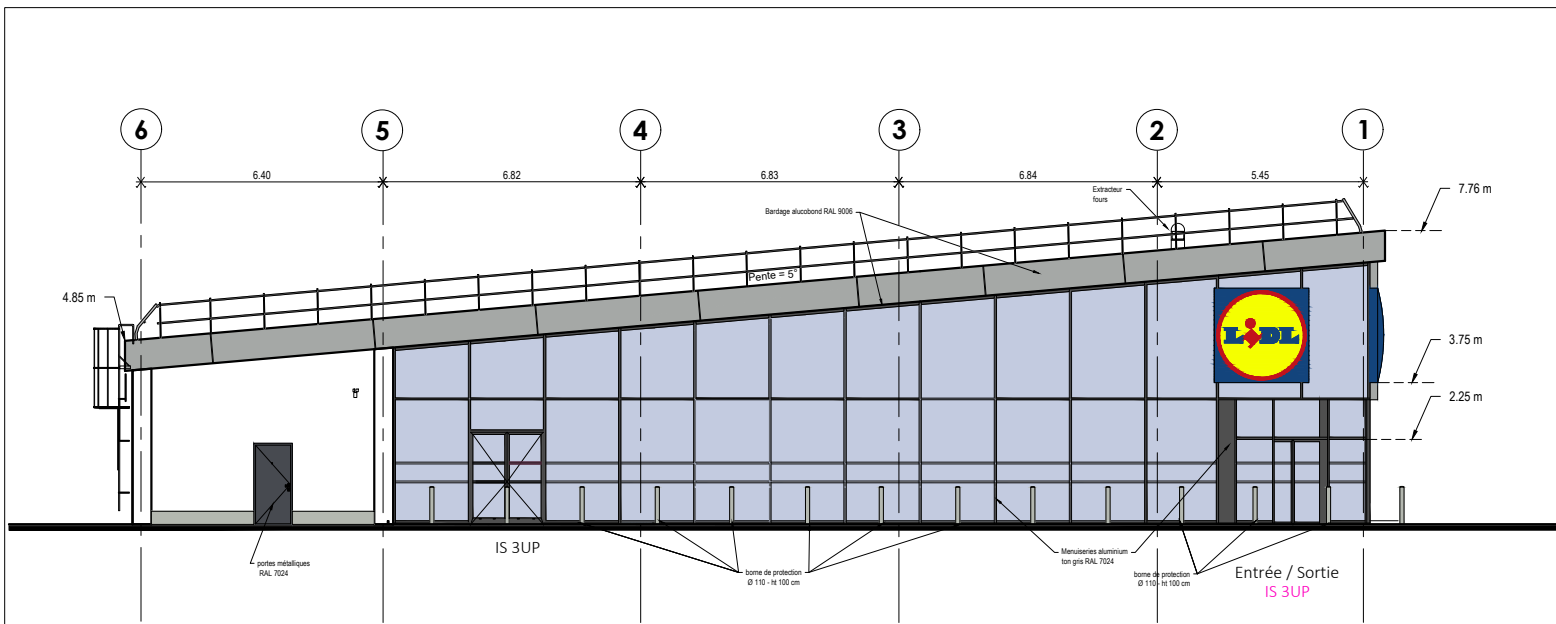 6
5
4
3
2
1
6.40
6.82
6.83
6.84
5.45
7.76 m
Extracteur
fours
Bardage alucobond RAL 9006
Pente = 5°
4.85 m
LIDL
3.75 m
2.25 m
IS 3UP
portes métalliques
RAL 7024
borne de protection
Ø 110 - ht 100 cm
Menuiseries aluminium
ton gris RAL 7024
borne de protection
Ø 110 - ht 100 cm
Entrée / Sortie
IS 3UP